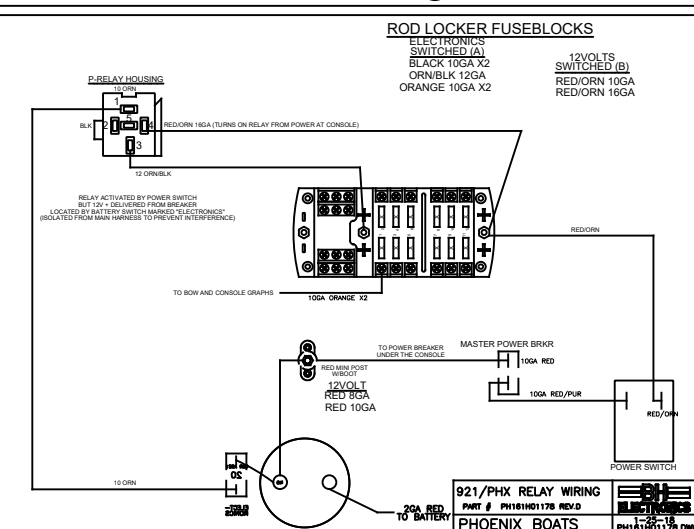 ROD LOCKER FUSEBLOCKS
ELECTRONICS
SWITCHED (A)
BLACK 10GA X2
ORN/BLK 12GA
ORANGE 10GA X2
12VOLTS
SWITCHED (B)
RED/ORN 10GA
RED/ORN 16GA
P-RELAY HOUSING
10 ORN
1
BLK
2
5
4
RED/ORN 16GA (TURNS ON RELAY FROM POWER AT CONSOLE)
3
12 ORN/BLK
RELAY ACTIVATED BY POWER SWITCH
BUT 12V + DELIVERED FROM BREAKER
LOCATED BY BATTERY SWITCH MARKED "ELECTRONICS"
(ISOLATED FROM MAIN HARNESS TO PREVENT INTERFERENCE)
RED/ORN
TO BOW AND CONSOLE GRAPHS
10GA ORANGE X2
TO POWER BREAKER
UNDER THE CONSOLE
MASTER POWER BRKR
10GA RED
RED MINI POST
W/BOOT
12VOLT
RED 8GA
RED 10GA
10GA RED/PUR
RED/ORN
POWER SWITCH
20
10 ORN
2GA RED
TO BATTERY
921/PHX RELAY WIRING
PART # PH161H01178 REV.D
PHOENIX BOATS
BH
ELECTRONICS
1-25-18